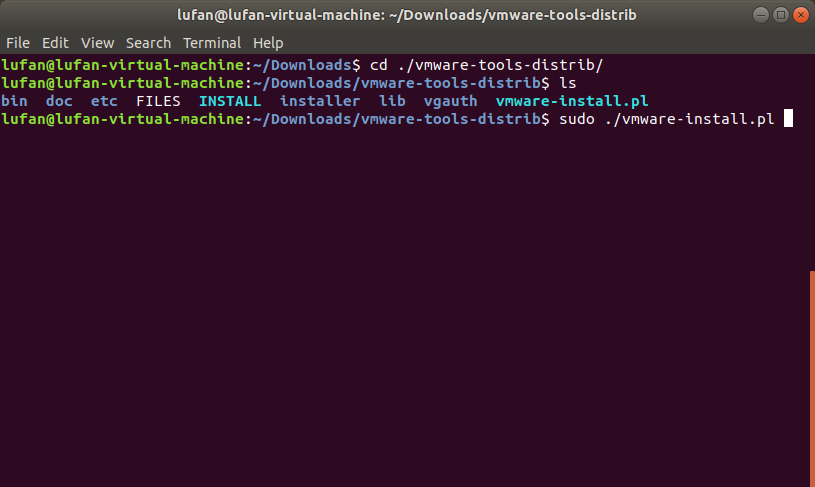 lufan@lufan-virtual-machine: ~/Downloads/vmware-tools-distrib
File Edit View Search Terminal Help
lufan@lufan-virtual-machine:~/Downloads$ cd ./vmware-tools-distrib/
lufan@lufan-virtual-machine:~/Downloads/vmware-tools-distrib$ ls
bin  doc  etc  FILES  INSTALL  installer  lib  vgauth  vmware-install.pl
lufan@lufan-virtual-machine:~/Downloads/vmware-tools-distrib$ sudo ./vmware-install.pl